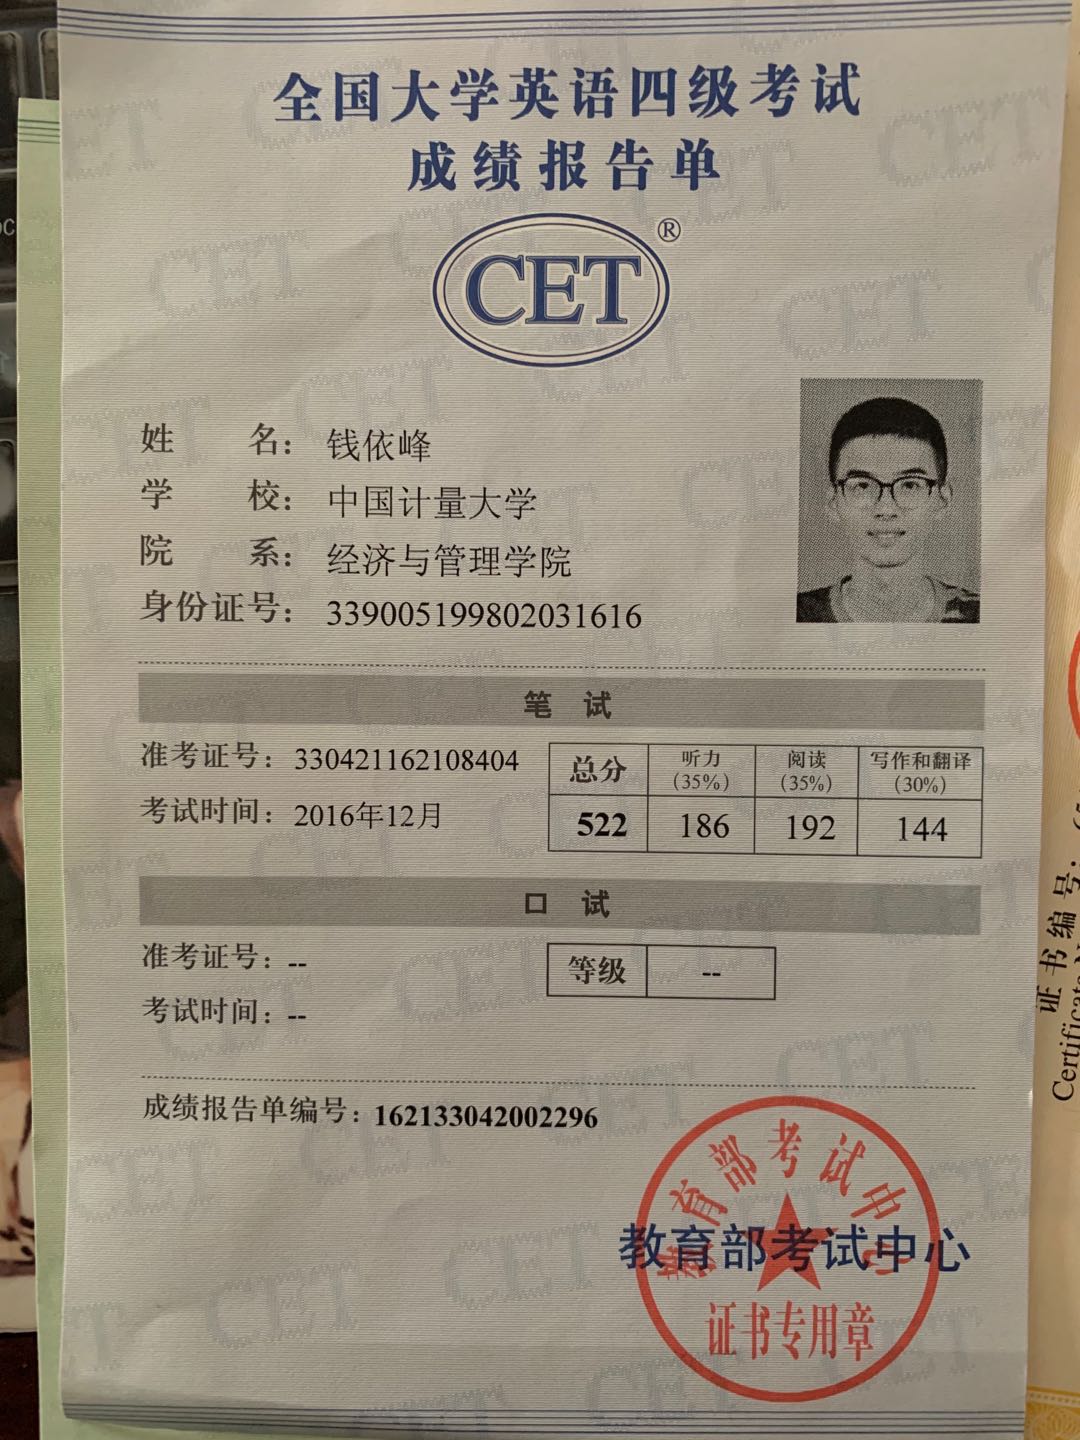 全国大学英语四级考试
成绩报告单
CET®
姓名：钱依峰
学校：中国计量大学
院系：经济与管理学院
身份证号：339005199802031616
笔试
准考证号：330421162108404
考试时间：2016年12月
总分 听力(35%) 阅读(35%) 写作和翻译(30%)
522 186 192 144
口试
准考证号：--
考试时间：--
等级 --
成绩报告单编号：162133042002296
教育部考试中心
教育部考试中心
证书专用章
证书编号：
Certificate N